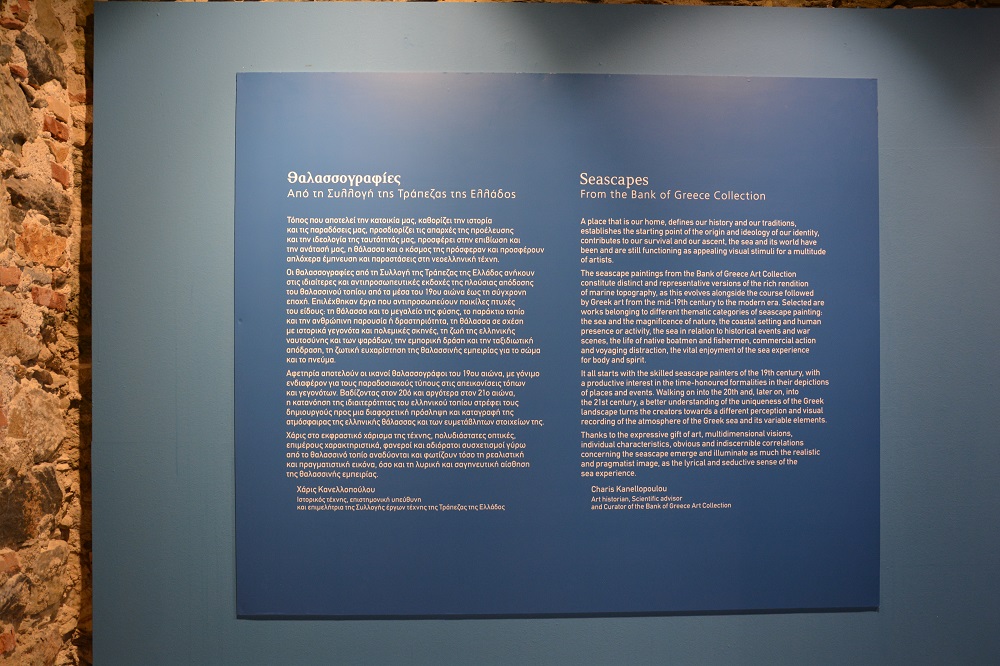 Θαλασσογραφίες
Από τη Συλλογή της Τράπεζας της Ελλάδος
Τόπος που αποτελεί την κατοικία μας, καθορίζει την ιστορία
και τις παραδόσεις μας, προσδιορίζει τις απαρχές της προέλευσης
και την ιδεολογία της ταυτότητάς μας, προσφέρει στην επιβίωση και
την ανάτασή μας, η θάλασσα και ο κόσμος της πρόσφεραν και προσφέρουν
απλόχερα έμπνευση και παραστάσεις στη νεοελληνική τέχνη.
Οι θαλασσογραφίες από τη Συλλογή της Τράπεζας της Ελλάδος ανήκουν
στις ιδιαίτερες και αντιπροσωπευτικές εκδοχές της πλούσιας απόδοσης
του θαλασσινού τοπίου από τα μέσα του 19ου αιώνα έως τη σύγχρονη
εποχή. Επιλέχθηκαν έργα που αντιπροσωπεύουν ποικίλες πτυχές
του είδους: τη θάλασσα και το μεγαλείο της φύσης, το παράκτιο τοπίο
και την ανθρώπινη παρουσία ή δραστηριότητα, τη θάλασσα σε σχέση
με ιστορικά γεγονότα και πολεμικές σκηνές, τη ζωή της ελληνικής
ναυτοσύνης και των ψαράδων, την εμπορική δράση και την ταξιδιωτική
απόδραση, τη ζωτική ευχαρίστηση της θαλασσινής εμπειρίας για το σώμα
και το πνεύμα.
Αφετηρία αποτελούν οι ικανοί θαλασσογράφοι του 19ου αιώνα, με γόνιμο
ενδιαφέρον για τους παραδοσιακούς τύπους στις απεικονίσεις τόπων
και γεγονότων. Βαδίζοντας στον 20ό και αργότερα στον 21ο αιώνα,
η κατανόηση της ιδιαιτερότητας του ελληνικού τοπίου στρέφει τους
δημιουργούς προς μια διαφορετική πρόσληψη και καταγραφή της
ατμόσφαιρας της ελληνικής θάλασσας και των ευμετάβλητων στοιχείων της.
Χάρις στο εκφραστικό χάρισμα της τέχνης, πολυδιάστατες οπτικές,
επιμέρους χαρακτηριστικά, φανεροί και αδιόρατοι συσχετισμοί γύρω
από το θαλασσινό τοπίο αναδύονται και φωτίζουν τόσο τη ρεαλιστική
και πραγματιστική εικόνα, όσο και τη λυρική και σαγηνευτική αίσθηση
της θαλασσινής εμπειρίας.
Χάρις Κανελλοπούλου
Ιστορικός τέχνης, επιστημονική υπεύθυνη
και επιμελήτρια της Συλλογής έργων τέχνης της Τράπεζας της Ελλάδος
Seascapes
From the Bank of Greece Collection
A place that is our home, defines our history and our traditions,
establishes the starting point of the origin and ideology of our identity,
contributes to our survival and our ascent, the sea and its world have
been and are still functioning as appealing visual stimuli for a multitude
of artists.
The seascape paintings from the Bank of Greece Art Collection
constitute distinct and representative versions of the rich rendition
of marine topography, as this evolves alongside the course followed
by Greek art from the mid-19th century to the modern era. Selected are
works belonging to different thematic categories of seascape painting:
the sea and the magnificence of nature, the coastal setting and human
presence or activity, the sea in relation to historical events and war
scenes, the life of native boatmen and fishermen, commercial action
and voyaging distraction, the vital enjoyment of the sea experience
for body and spirit.
It all starts with the skilled seascape painters of the 19th century, with
a productive interest in the time-honoured formalities in their depictions
of places and events. Walking on into the 20th and, later on, into
the 21st century, a better understanding of the uniqueness of the Greek
landscape turns the creators towards a different perception and visual
recording of the atmosphere of the Greek sea and its variable elements.
Thanks to the expressive gift of art, multidimensional visions,
individual characteristics, obvious and indiscernible correlations
concerning the seascape emerge and illuminate as much the realistic
and pragmatist image, as the lyrical and seductive sense of the
sea experience.
Charis Kanellopoulou
Art historian, Scientific advisor
and Curator of the Bank of Greece Art Collection